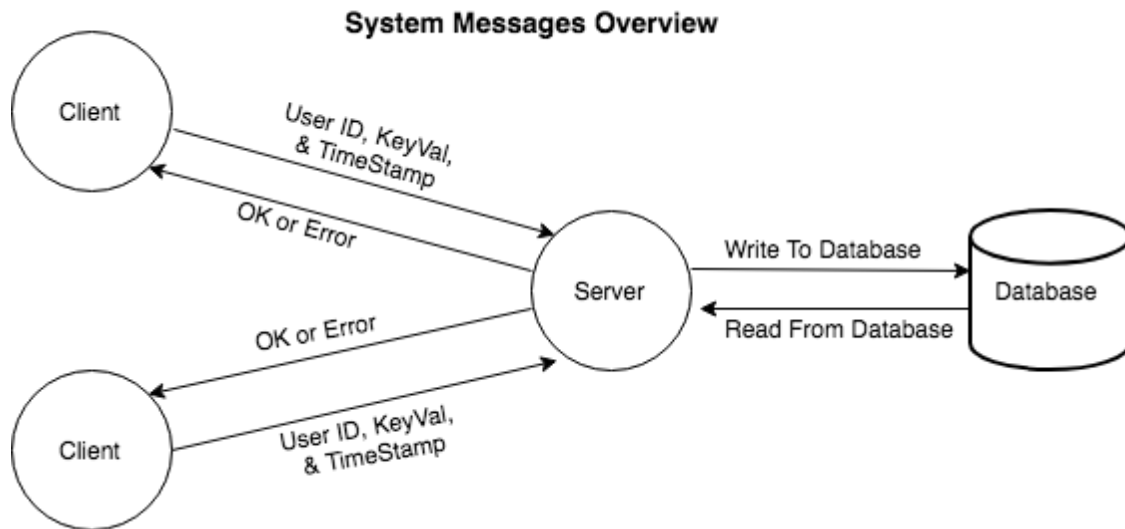 System Messages Overview
Client
User ID, KeyVal,
& TimeStamp
OK or Error
Server
Write To Database
Database
Read From Database
OK or Error
Client
User ID, KeyVal,
& TimeStamp